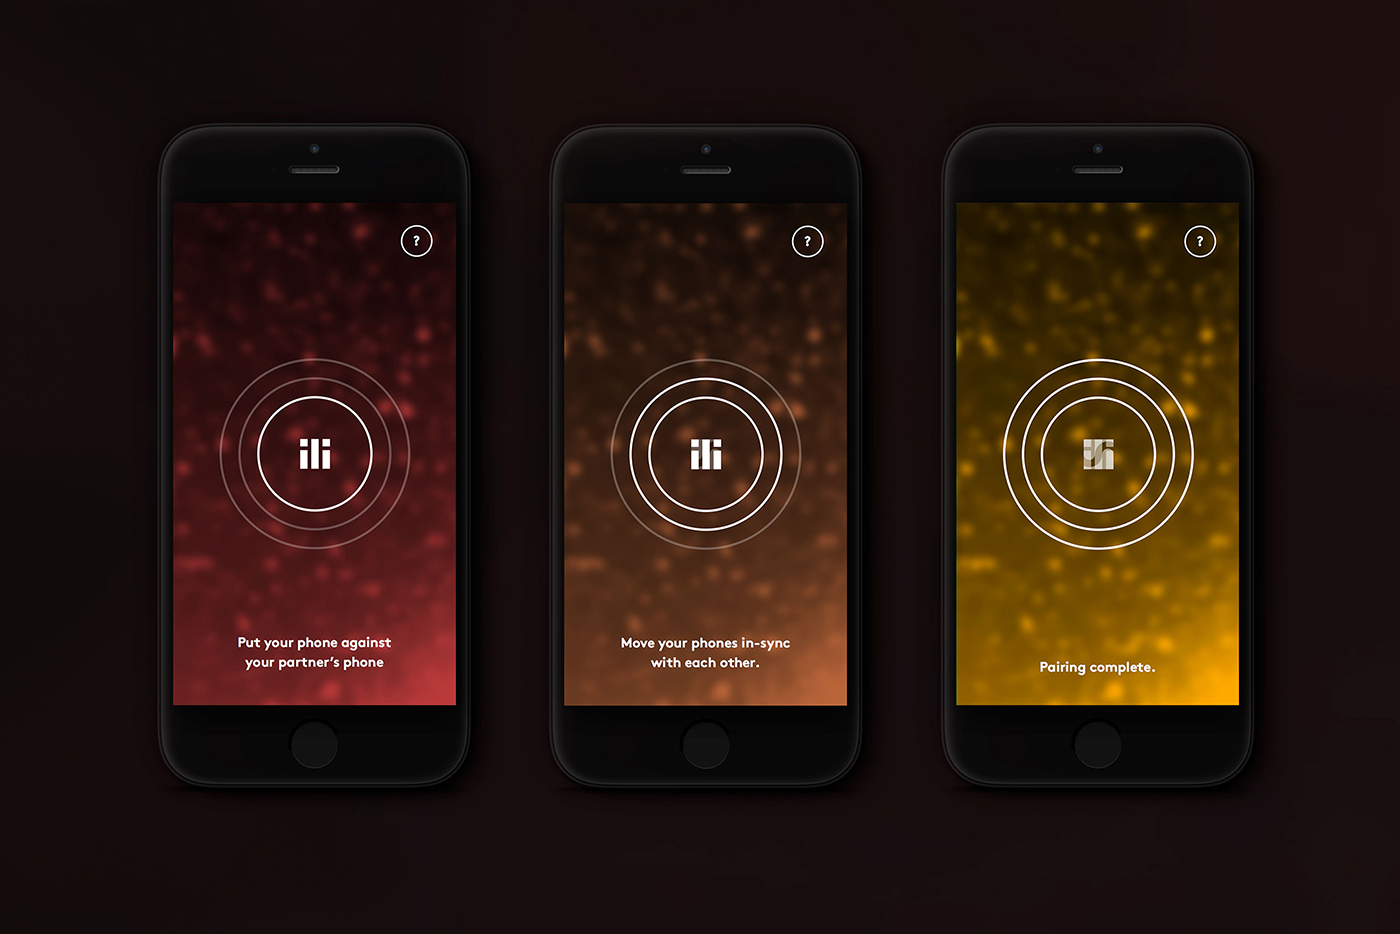 ?
ili
Put your phone against
your partner's phone
?
ili
Move your phones in-sync
with each other.
?
Pairing complete.